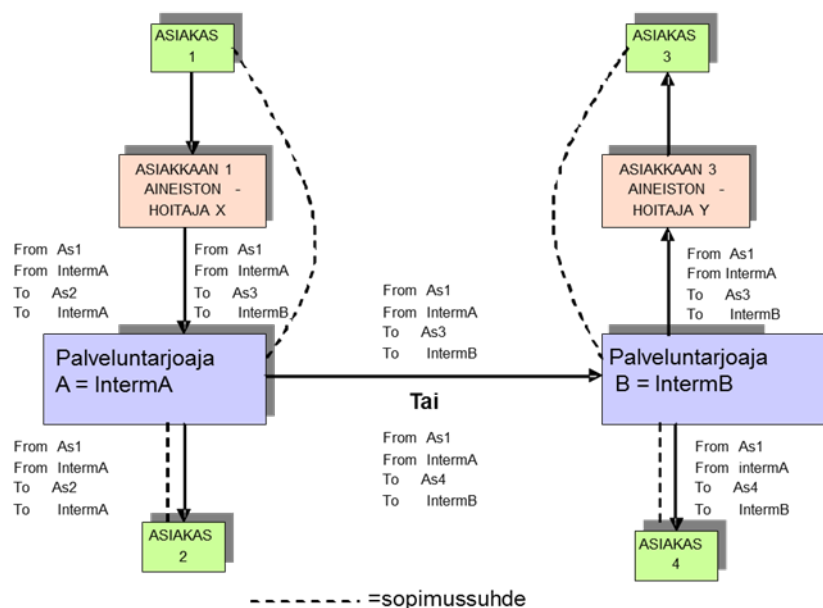 ASIAKAS
1
ASIAKAS
3
ASIAKKAAN 1
AINEISTON -
HOITAJA X
ASIAKKAAN 3
AINEISTON -
HOITAJA Y
From As1
From IntermA
To As2
To IntermA
From As1
From IntermA
To As3
To IntermB
From As1
From IntermA
To As3
To IntermB
From As1
From IntermA
To As3
To IntermB
Palveluntarjoaja
A = IntermA
Palveluntarjoaja
B = IntermB
Tai
From As1
From IntermA
To As2
To IntermA
From As1
From IntermA
To As4
To IntermB
From As1
From intermA
To As4
To IntermB
ASIAKAS
2
ASIAKAS
4
=sopimussuhde